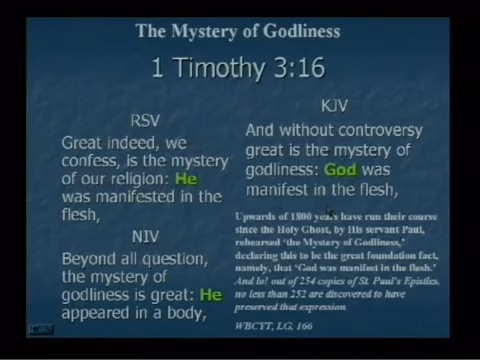 The Mystery of Godliness
1 Timothy 3:16
RSV
Great indeed, we
confess, is the mystery
of our religion: He
was manifested in the
flesh,
NIV
Beyond all question,
the mystery of
godliness is great: He
appeared in a body,
KJV
And without controversy
great is the mystery of
godliness: God was
manifest in the flesh,
Upwards of 1800 years have run their course
since the Holy Ghost, by His servant Paul,
rehearsed 'the Mystery of Godliness,'
declaring this to be the great foundation fact,
namely, that 'God was manifest in the flesh.'
And lo! out of 254 copies of St. Paul's Epistles,
no less than 252 are discovered to have
preserved that expression.
WBCYT, LG, 166